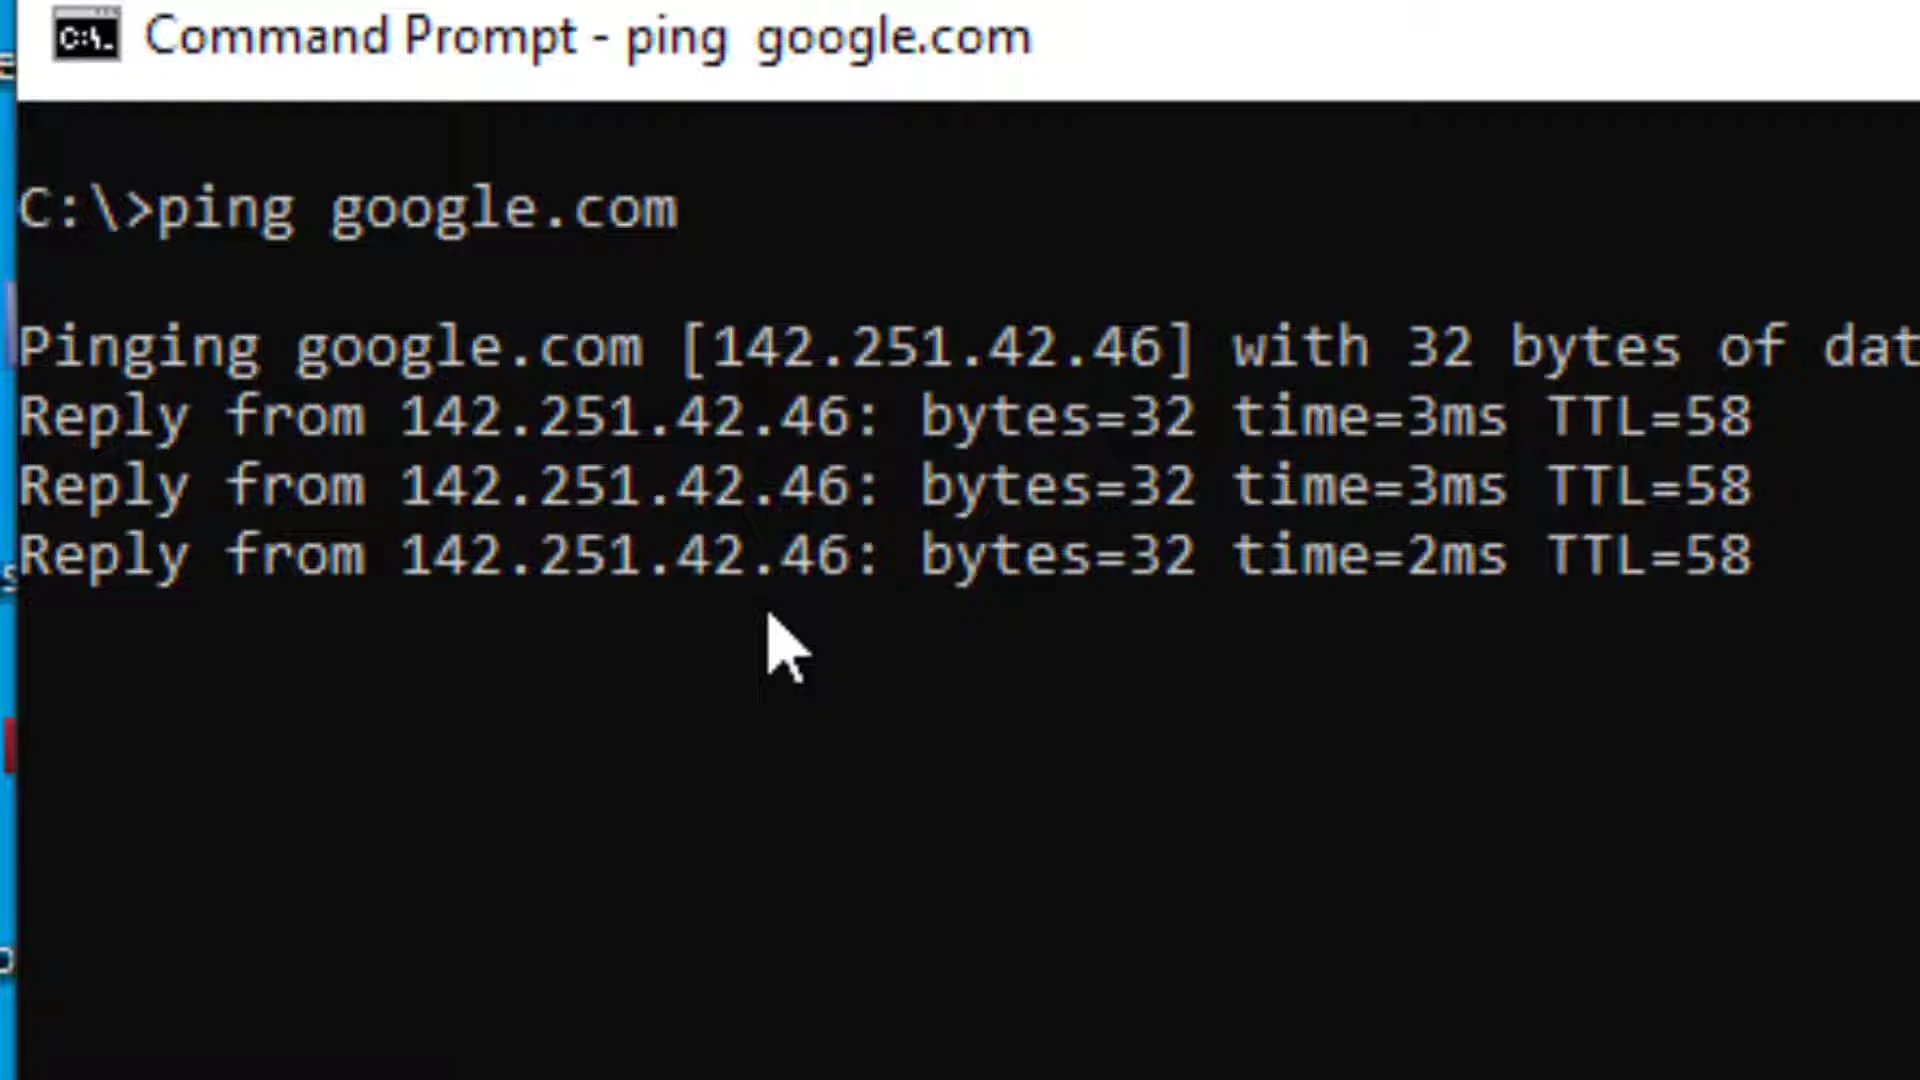 Command Prompt - ping  google.com
C:\>ping google.com
Pinging google.com [142.251.42.46] with 32 bytes of dat
Reply from 142.251.42.46: bytes=32 time=3ms TTL=58
Reply from 142.251.42.46: bytes=32 time=3ms TTL=58
Reply from 142.251.42.46: bytes=32 time=2ms TTL=58